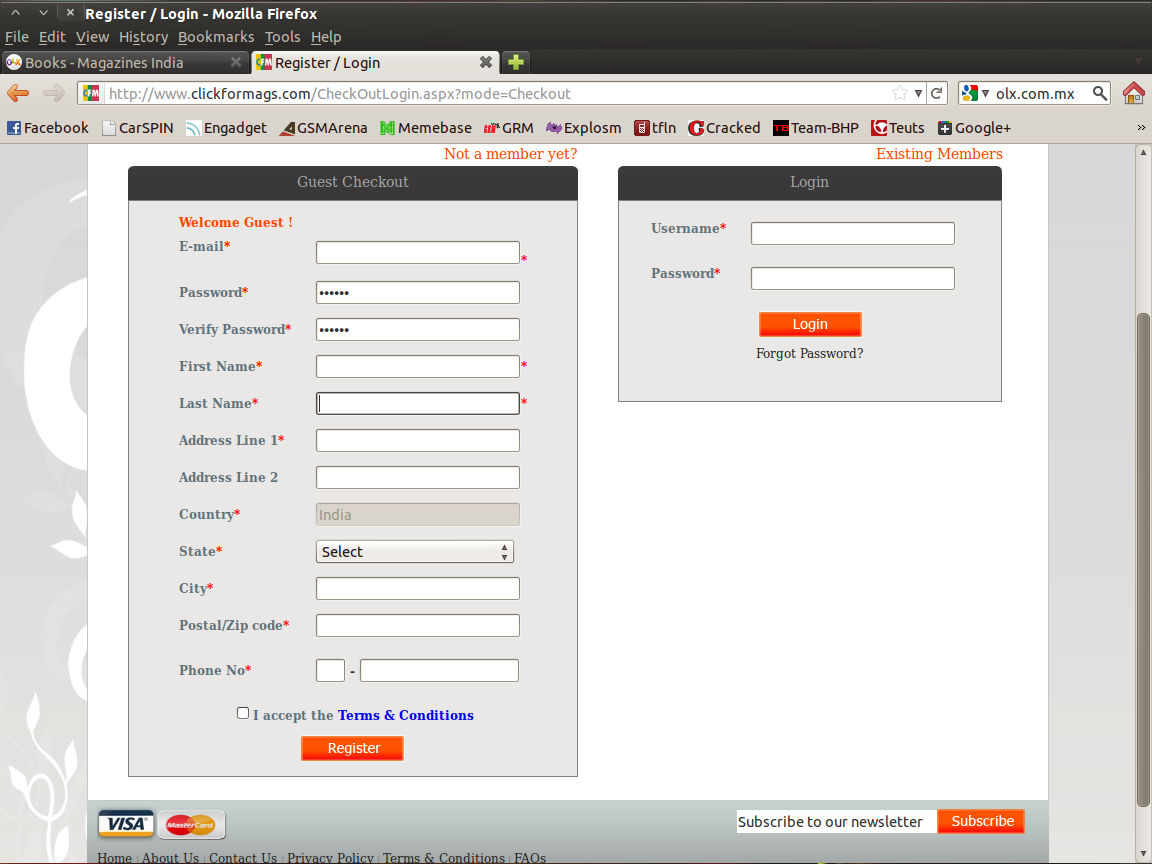 Register / Login - Mozilla Firefox
File Edit View History Bookmarks Tools Help
OLX Books - Magazines India CFM Register / Login
CFM http://www.clickformags.com/CheckOutLogin.aspx?mode=Checkout olx.com.mx
Facebook CarSPIN Engadget GSMArena Memebase GRM Explosm tfln Cracked Team-BHP Teuts Google+ »
Not a member yet? Existing Members
Guest Checkout Login
Welcome Guest !
E-mail* *
Username*
Password* ••••••
Password*
Verify Password* ••••••
Login
Forgot Password?
First Name* *
Last Name* *
Address Line 1*
Address Line 2
Country* India
State* Select
City*
Postal/Zip code*
Phone No* -
I accept the Terms & Conditions
Register
VISA MasterCard Subscribe to our newsletter Subscribe
Home | About Us | Contact Us | Privacy Policy | Terms & Conditions | FAQs